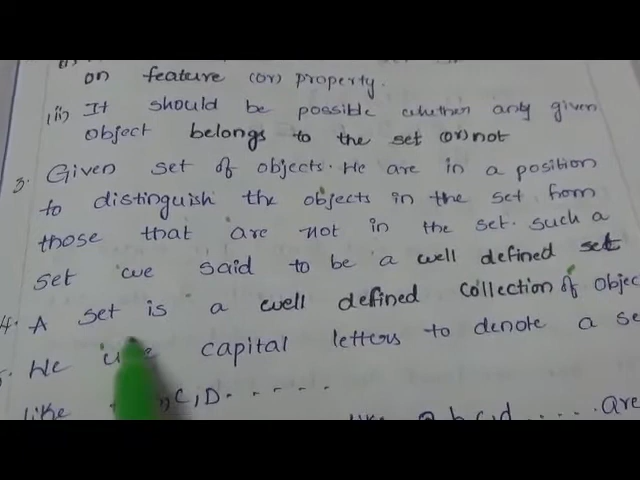 on feature (or) property.
(ii) It should be possible whether any given
object belongs to the set (or) not
3. Given set of objects. He are in a position
to distinguish the objects in the set from
those that are not in the set. such a
set we said to be a well defined set
4. A set is a well defined collection of objec
He use capital letters to denote a se
like C, D. . . . . .
like a, b, c, d . . . . . are